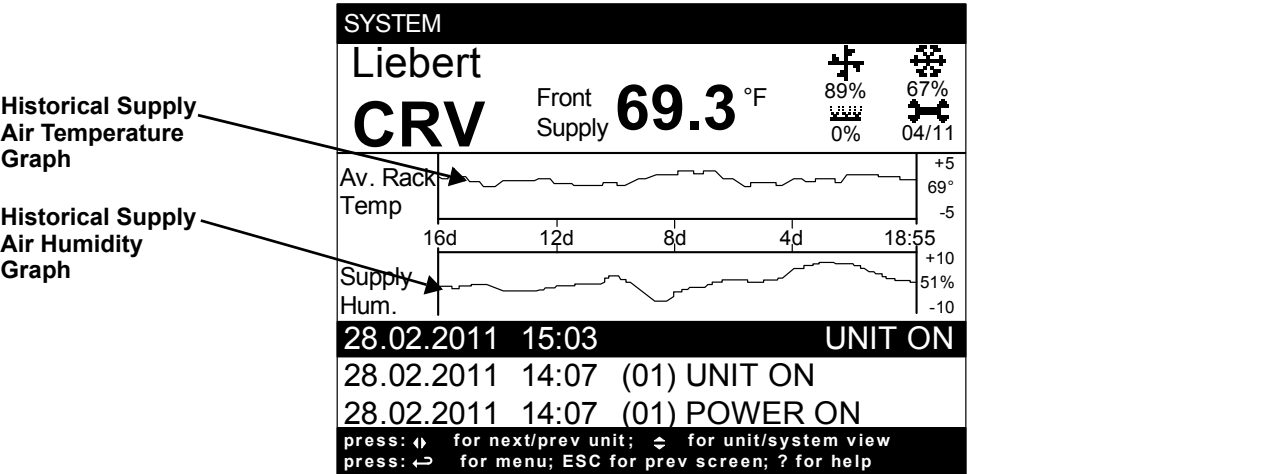 SYSTEM
Liebert
CRV
Front
Supply
69.3 °F
89%
67%
0%
04/11
Historical Supply
Air Temperature
Graph
Av. Rack
Temp
+5
69°
-5
16d 12d 8d 4d 18:55
Historical Supply
Air Humidity
Graph
Supply
Hum.
+10
51%
-10
28.02.2011 15:03 UNIT ON
28.02.2011 14:07 (01) UNIT ON
28.02.2011 14:07 (01) POWER ON
press: for next/prev unit; for unit/system view
press: for menu; ESC for prev screen; ? for help